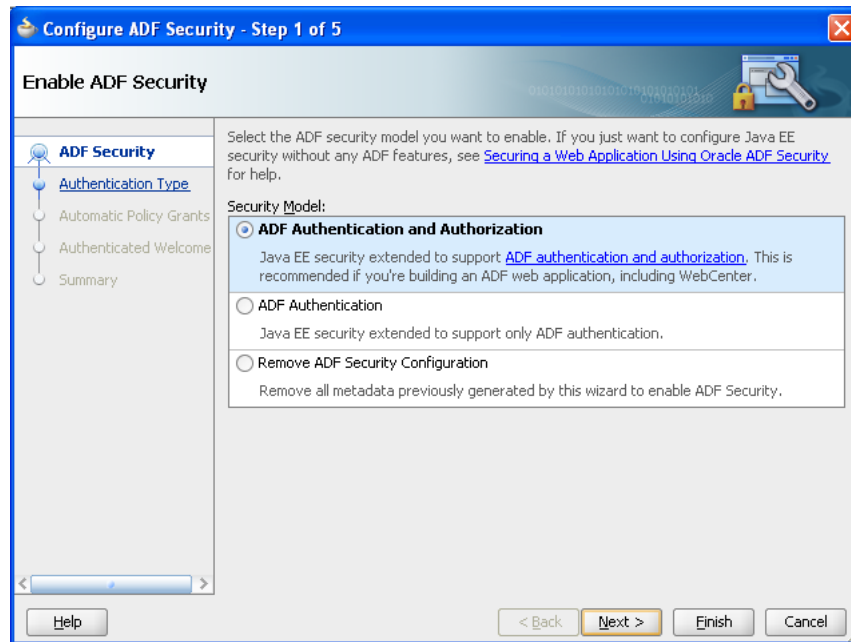 Configure ADF Security - Step 1 of 5
Enable ADF Security
ADF Security
Authentication Type
Automatic Policy Grants
Authenticated Welcome
Summary
Select the ADF security model you want to enable. If you just want to configure Java EE
security without any ADF features, see Securing a Web Application Using Oracle ADF Security
for help.
Security Model:
ADF Authentication and Authorization
Java EE security extended to support ADF authentication and authorization. This is
recommended if you're building an ADF web application, including WebCenter.
ADF Authentication
Java EE security extended to support only ADF authentication.
Remove ADF Security Configuration
Remove all metadata previously generated by this wizard to enable ADF Security.
Help
< Back
Next >
Finish
Cancel